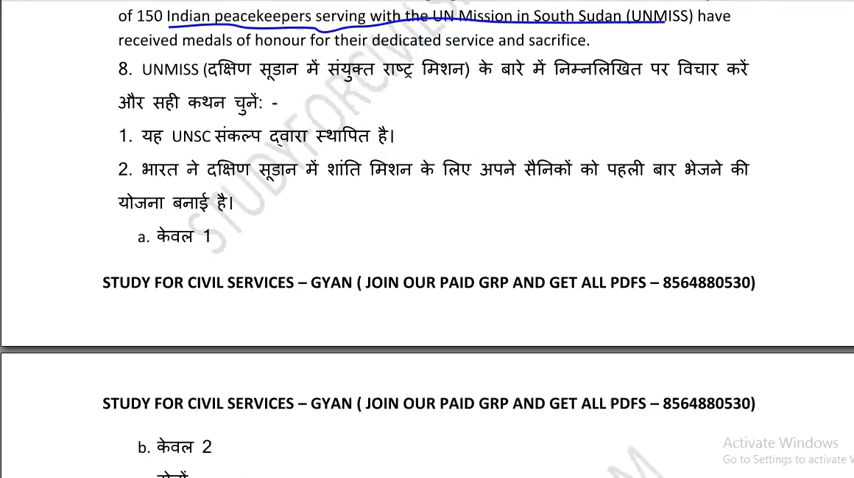 of 150 Indian peacekeepers serving with the UN Mission in South Sudan (UNMISS) have
received medals of honour for their dedicated service and sacrifice.
8. UNMISS (दक्षिण सूडान में संयुक्त राष्ट्र मिशन) के बारे में निम्नलिखित पर विचार करें
और सही कथन चुनें: -
1. यह UNSC संकल्प द्वारा स्थापित है।
2. भारत ने दक्षिण सूडान में शांति मिशन के लिए अपने सैनिकों को पहली बार भेजने की
योजना बनाई है।
a. केवल 1
STUDY FOR CIVIL SERVICES – GYAN ( JOIN OUR PAID GRP AND GET ALL PDFS – 8564880530)
STUDY FOR CIVIL SERVICES – GYAN ( JOIN OUR PAID GRP AND GET ALL PDFS – 8564880530)
b. केवल 2
Activate Windows
Go to Settings to activate